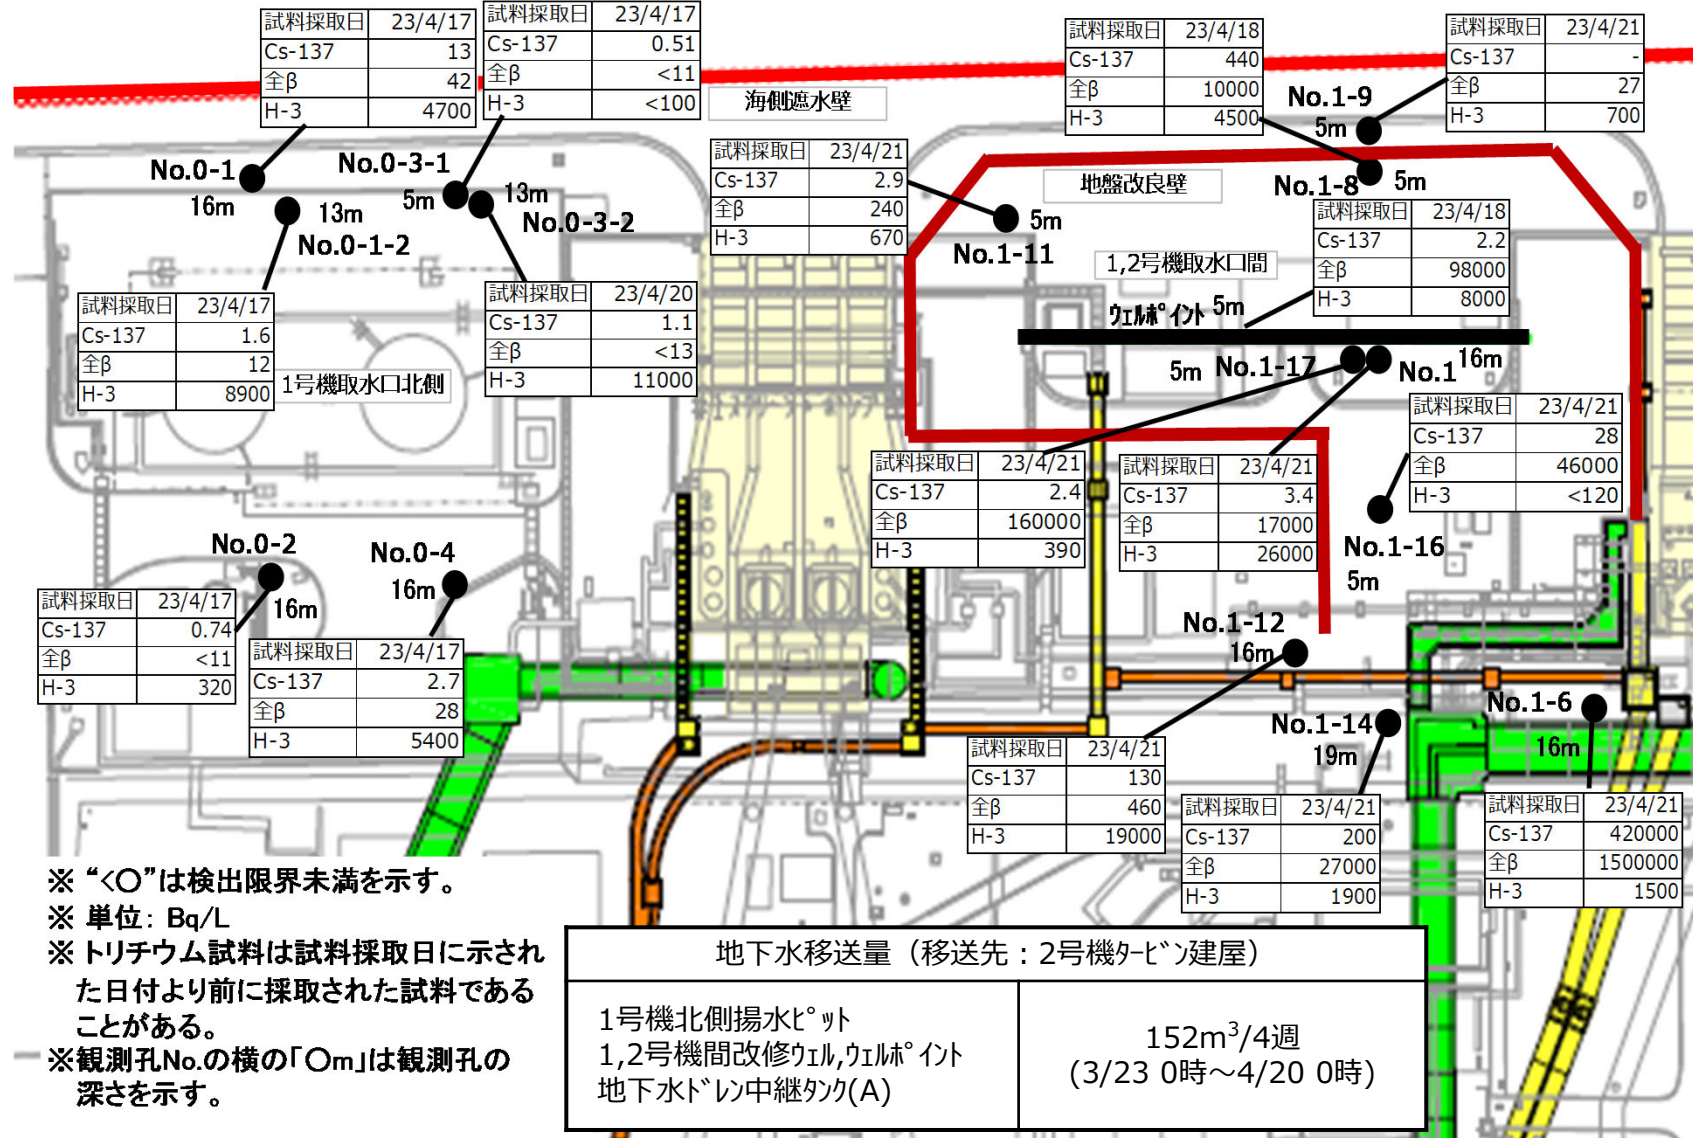 試料採取日 23/4/17
Cs-137 13
全β 42
H-3 4700
試料採取日 23/4/17
Cs-137 0.51
全β <11
H-3 <100
海側遮水壁
試料採取日 23/4/18
Cs-137 440
全β 10000
H-3 4500
試料採取日 23/4/21
Cs-137 -
全β 27
H-3 700
No.1-9
5m
No.0-1
16m
No.0-3-1
5m
13m
No.0-3-2
13m
No.0-1-2
試料採取日 23/4/21
Cs-137 2.9
全β 240
H-3 670
5m
No.1-11
地盤改良壁
No.1-8
5m
試料採取日 23/4/18
Cs-137 2.2
全β 98000
H-3 8000
1,2号機取水口間
ｳｪﾙﾎﾟｲﾝﾄ 5m
試料採取日 23/4/17
Cs-137 1.6
全β 12
H-3 8900
1号機取水口北側
試料採取日 23/4/20
Cs-137 1.1
全β <13
H-3 11000
5m No.1-17
No.1 16m
試料採取日 23/4/21
Cs-137 28
全β 46000
H-3 <120
試料採取日 23/4/21
Cs-137 2.4
全β 160000
H-3 390
試料採取日 23/4/21
Cs-137 3.4
全β 17000
H-3 26000
No.1-16
5m
No.0-2
16m
No.0-4
16m
試料採取日 23/4/17
Cs-137 0.74
全β <11
H-3 320
試料採取日 23/4/17
Cs-137 2.7
全β 28
H-3 5400
No.1-12
16m
No.1-14
19m
No.1-6
16m
試料採取日 23/4/21
Cs-137 130
全β 460
H-3 19000
試料採取日 23/4/21
Cs-137 200
全β 27000
H-3 1900
試料採取日 23/4/21
Cs-137 420000
全β 1500000
H-3 1500
※ “<○”は検出限界未満を示す。
※ 単位: Bq/L
※ トリチウム試料は試料採取日に示され
た日付より前に採取された試料である
ことがある。
※観測孔No.の横の「○m」は観測孔の
深さを示す。
地下水移送量（移送先：2号機ﾀｰﾋﾞﾝ建屋）
1号機北側揚水ﾋﾟｯﾄ
1,2号機間改修ｳｪﾙ,ｳｪﾙﾎﾟｲﾝﾄ
地下水ﾄﾞﾚﾝ中継ﾀﾝｸ(A)
152m³/4週
(3/23 0時～4/20 0時)